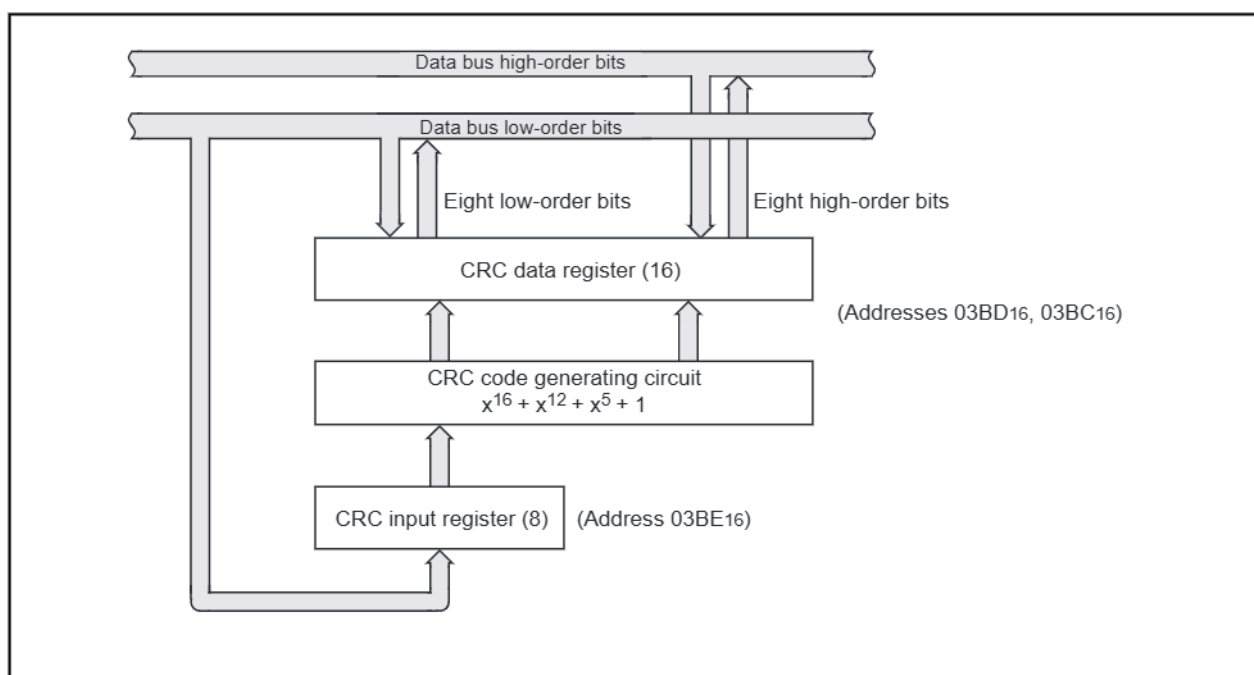 Data bus high-order bits
Data bus low-order bits
Eight low-order bits
Eight high-order bits
CRC data register (16)
(Addresses 03BD16, 03BC16)
CRC code generating circuit
x16 + x12 + x5 + 1
CRC input register (8)
(Address 03BE16)